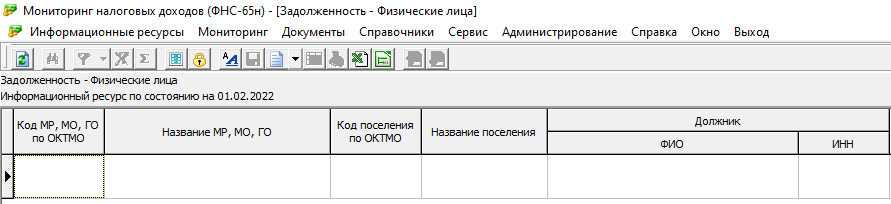 Мониторинг налоговых доходов (ФНС-65н) - [Задолженность - Физические лица]
Информационные ресурсы Мониторинг Документы Справочники Сервис Администрирование Справка Окно Выход
Задолженность - Физические лица
Информационный ресурс по состоянию на 01.02.2022
Код МР, МО, ГО по ОКТМО
Название МР, МО, ГО
Код поселения по ОКТМО
Название поселения
Должник
ФИО
ИНН